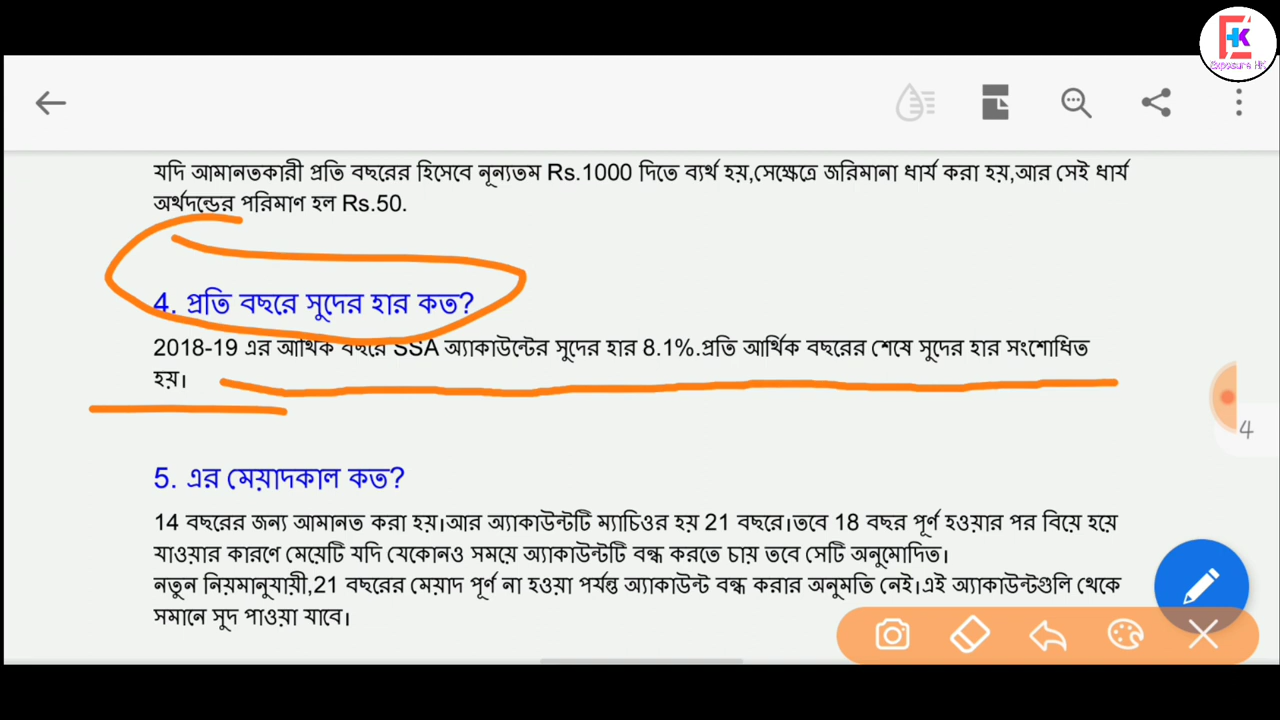 Exposure HK
যদি আমানতকারী প্রতি বছরের হিসেবে নূন্যতম Rs.1000 দিতে ব্যর্থ হয়,সেক্ষেত্রে জরিমানা ধার্য করা হয়,আর সেই ধার্য
অর্থদন্ডের পরিমাণ হল Rs.50.
4. প্রতি বছরে সুদের হার কত?
2018-19 এর আর্থিক বছরে SSA অ্যাকাউন্টের সুদের হার 8.1%.প্রতি আর্থিক বছরের শেষে সুদের হার সংশোধিত
হয়।
4
5. এর মেয়াদকাল কত?
14 বছরের জন্য আমানত করা হয়।আর অ্যাকাউন্টটি ম্যাচিওর হয় 21 বছরে।তবে 18 বছর পূর্ণ হওয়ার পর বিয়ে হয়ে
যাওয়ার কারণে মেয়েটি যদি যেকোনও সময়ে অ্যাকাউন্টটি বন্ধ করতে চায় তবে সেটি অনুমোদিত।
নতুন নিয়মানুযায়ী,21 বছরের মেয়াদ পূর্ণ না হওয়া পর্যন্ত অ্যাকাউন্ট বন্ধ করার অনুমতি নেই।এই অ্যাকাউন্টগুলি থেকে
সমানে সুদ পাওয়া যাবে।